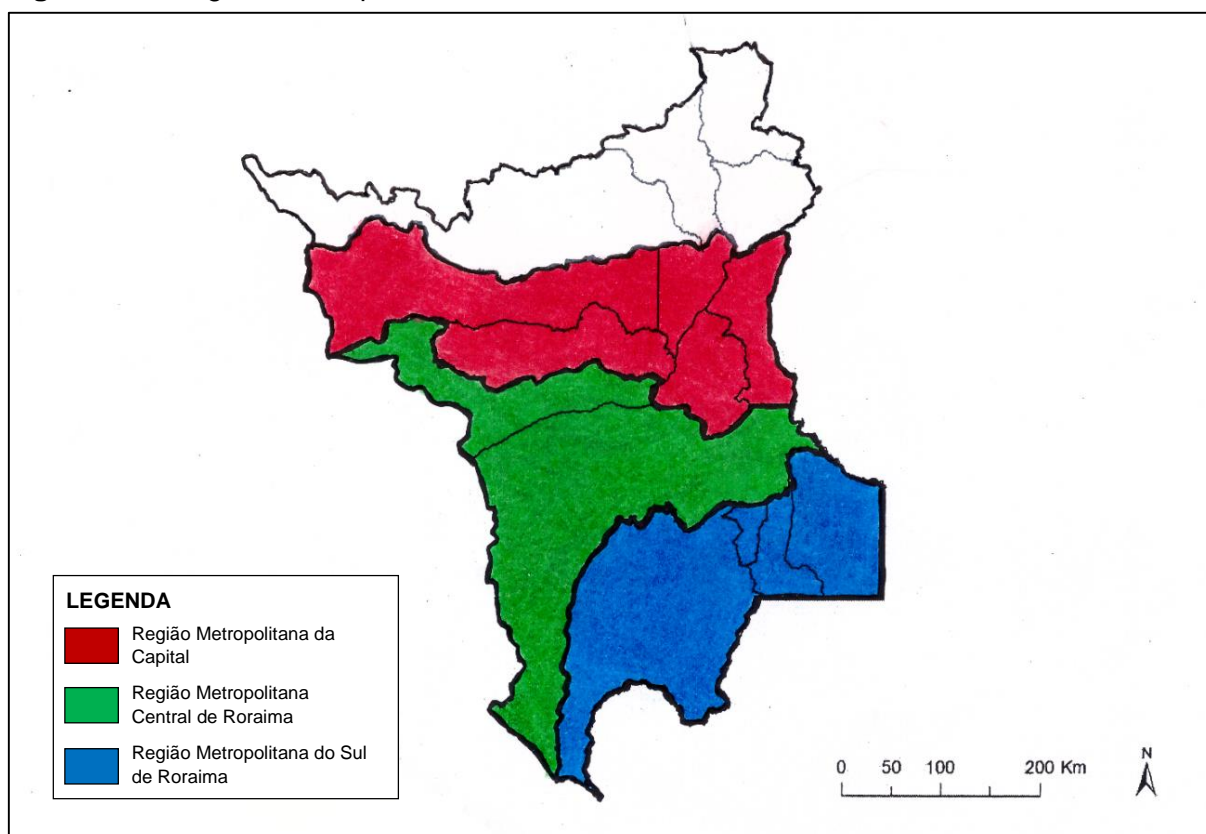 LEGENDA
Região Metropolitana da
Capital
Região Metropolitana
Central de Roraima
Região Metropolitana do Sul
de Roraima
0 50 100 200 Km
N